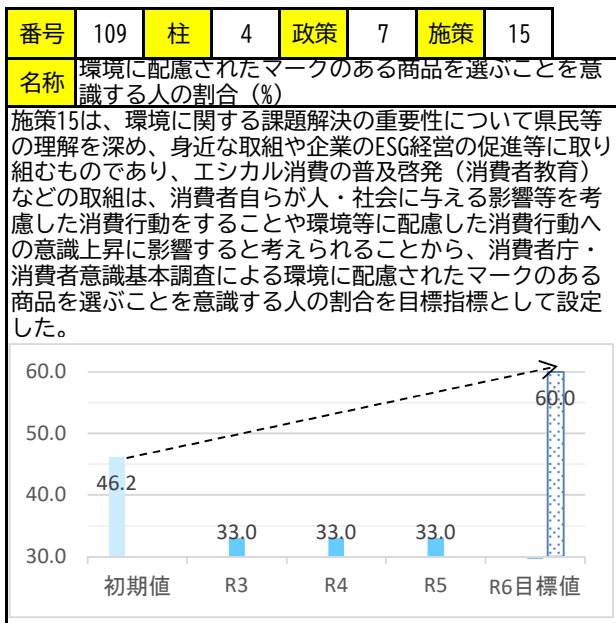 番号 109 柱 4 政策 7 施策 15
名称 環境に配慮されたマークのある商品を選ぶことを意
識する人の割合（%）
施策15は、環境に関する課題解決の重要性について県民等
の理解を深め、身近な取組や企業のESG経営の促進等に取り
組むものであり、エシカル消費の普及啓発（消費者教育）
などの取組は、消費者自らが人・社会に与える影響等を考
慮した消費行動をすることや環境等に配慮した消費行動へ
の意識上昇に影響すると考えられることから、消費者庁・
消費者意識基本調査による環境に配慮されたマークのある
商品を選ぶことを意識する人の割合を目標指標として設定
した。
60.0
60.0
50.0
46.2
40.0
33.0 33.0 33.0
30.0
初期値 R3 R4 R5 R6目標値